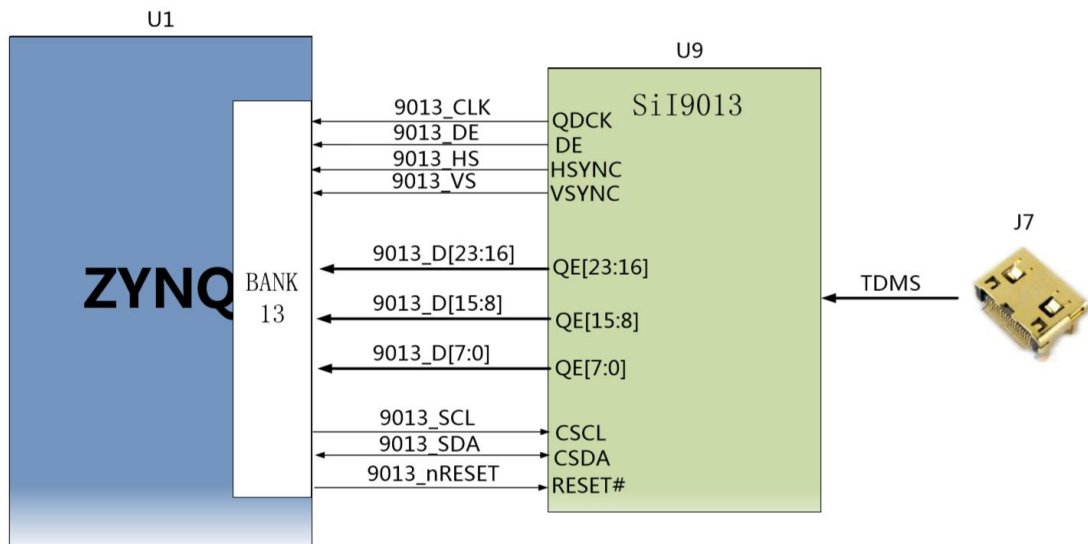 U1
U9
SiI9013
9013_CLK
QDCK
9013_DE
DE
9013_HS
HSYNC
9013_VS
VSYNC
J7
9013_D[23:16]
QE[23:16]
ZYNQ
BANK
13
TDMS
9013_D[15:8]
QE[15:8]
9013_D[7:0]
QE[7:0]
9013_SCL
CSCL
9013_SDA
CSDA
9013_nRESET
RESET#